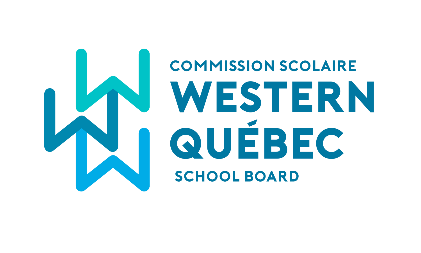 COMMISSION SCOLAIRE
WESTERN
QUÉBEC
SCHOOL BOARD